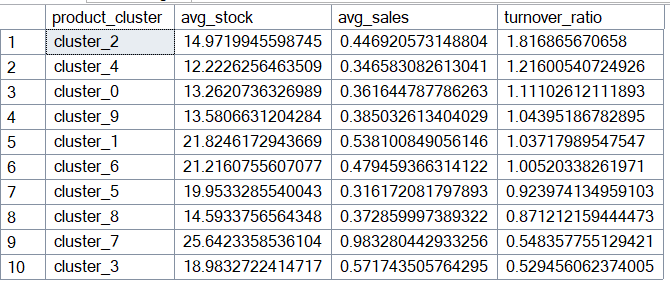 product_cluster avg_stock avg_sales turnover_ratio
1 cluster_2 14.9719945598745 0.446920573148804 1.816865670658
2 cluster_4 12.2226256463509 0.346583082613041 1.21600540724926
3 cluster_0 13.2620736326989 0.361644787786263 1.11102612111893
4 cluster_9 13.5806631204284 0.385032613404029 1.04395186782895
5 cluster_1 21.8246172943669 0.538100849056146 1.03717989547547
6 cluster_6 21.2160755607077 0.479459366314122 1.00520338261971
7 cluster_5 19.9533285540043 0.316172081797893 0.923974134959103
8 cluster_8 14.5933756564348 0.372859997389322 0.871212159444473
9 cluster_7 25.6423358536104 0.983280442933256 0.548357755129421
10 cluster_3 18.9832722414717 0.571743505764295 0.529456062374005